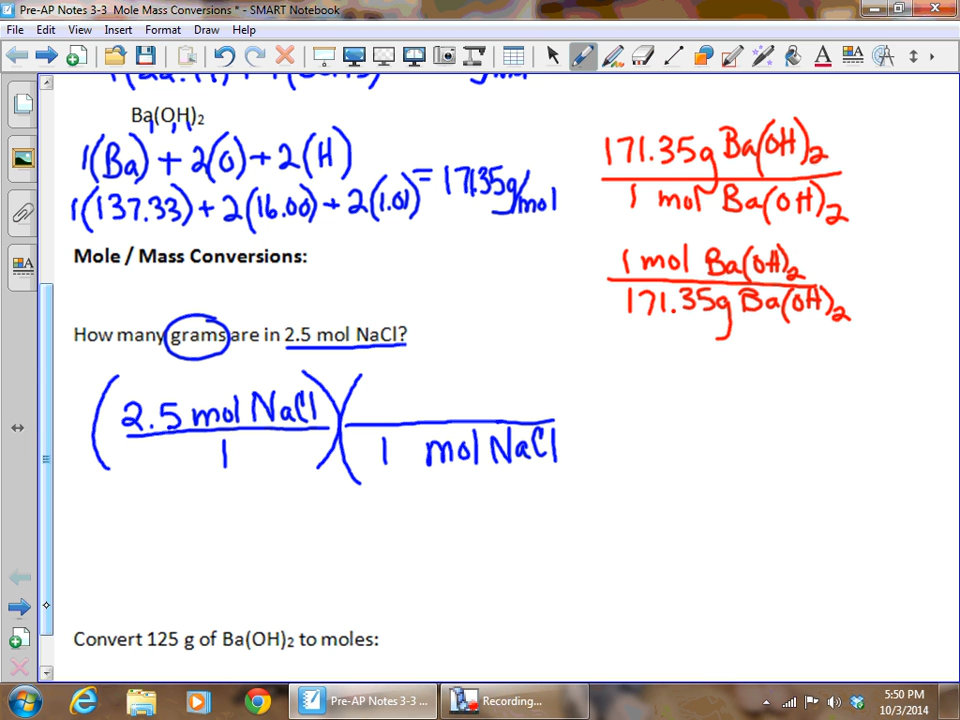 Pre-AP Notes 3-3 Mole Mass Conversions * - SMART Notebook
File Edit View Insert Format Draw Help
Ba(OH)₂
1(Ba) + 2(O) + 2(H)
1(137.33) + 2(16.00) + 2(1.01) = 171.35g/mol
171.35g Ba(OH)₂
1 mol Ba(OH)₂
1 mol Ba(OH)₂
171.35g Ba(OH)₂
Mole / Mass Conversions:
How many grams are in 2.5 mol NaCl?
(2.5 mol NaCl)(
1 1 mol NaCl
Convert 125 g of Ba(OH)₂ to moles:
Pre-AP Notes 3-3 ...
Recording...
5:50 PM
10/3/2014